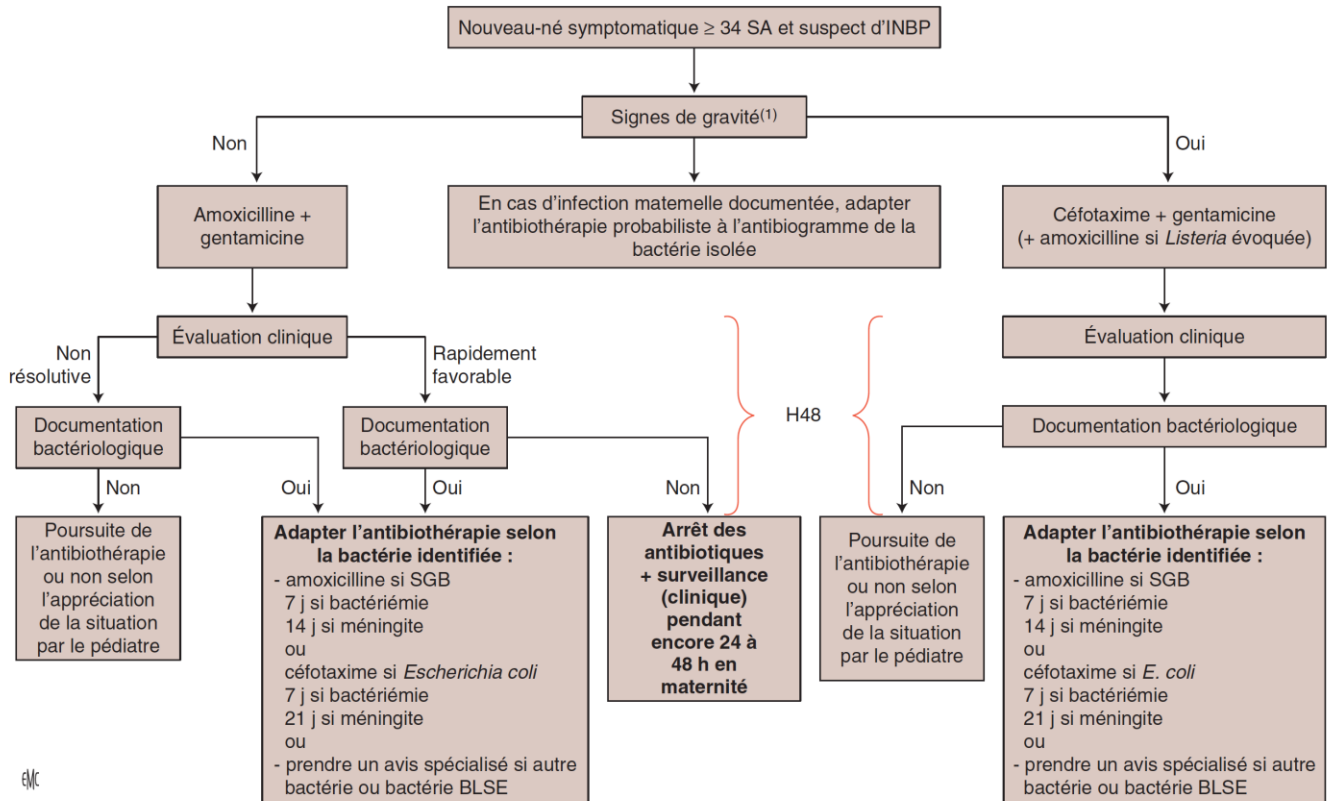 Nouveau-né symptomatique ≥ 34 SA et suspect d'INBP
Signes de gravité(1)
Non
Oui
Amoxicilline +
gentamicine
En cas d'infection maternelle documentée, adapter
l'antibiothérapie probabiliste à l'antibiogramme de la
bactérie isolée
Céfotaxime + gentamicine
(+ amoxicilline si Listeria évoquée)
Évaluation clinique
Évaluation clinique
Non
résolutive
Rapidement
favorable
H48
Documentation
bactériologique
Documentation
bactériologique
Documentation bactériologique
Non
Oui
Oui
Non
Non
Oui
Poursuite de
l'antibiothérapie
ou non selon
l'appréciation
de la situation
par le pédiatre
Adapter l'antibiothérapie selon
la bactérie identifiée :
- amoxicilline si SGB
7 j si bactériémie
14 j si méningite
ou
céfotaxime si Escherichia coli
7 j si bactériémie
21 j si méningite
ou
- prendre un avis spécialisé si autre
bactérie ou bactérie BLSE
Arrêt des
antibiotiques
+ surveillance
(clinique)
pendant
encore 24 à
48 h en
maternité
Poursuite de
l'antibiothérapie
ou non selon
l'appréciation
de la situation
par le pédiatre
Adapter l'antibiothérapie selon
la bactérie identifiée :
- amoxicilline si SGB
7 j si bactériémie
14 j si méningite
ou
céfotaxime si E. coli
7 j si bactériémie
21 j si méningite
ou
- prendre un avis spécialisé si autre
bactérie ou bactérie BLSE
EMC